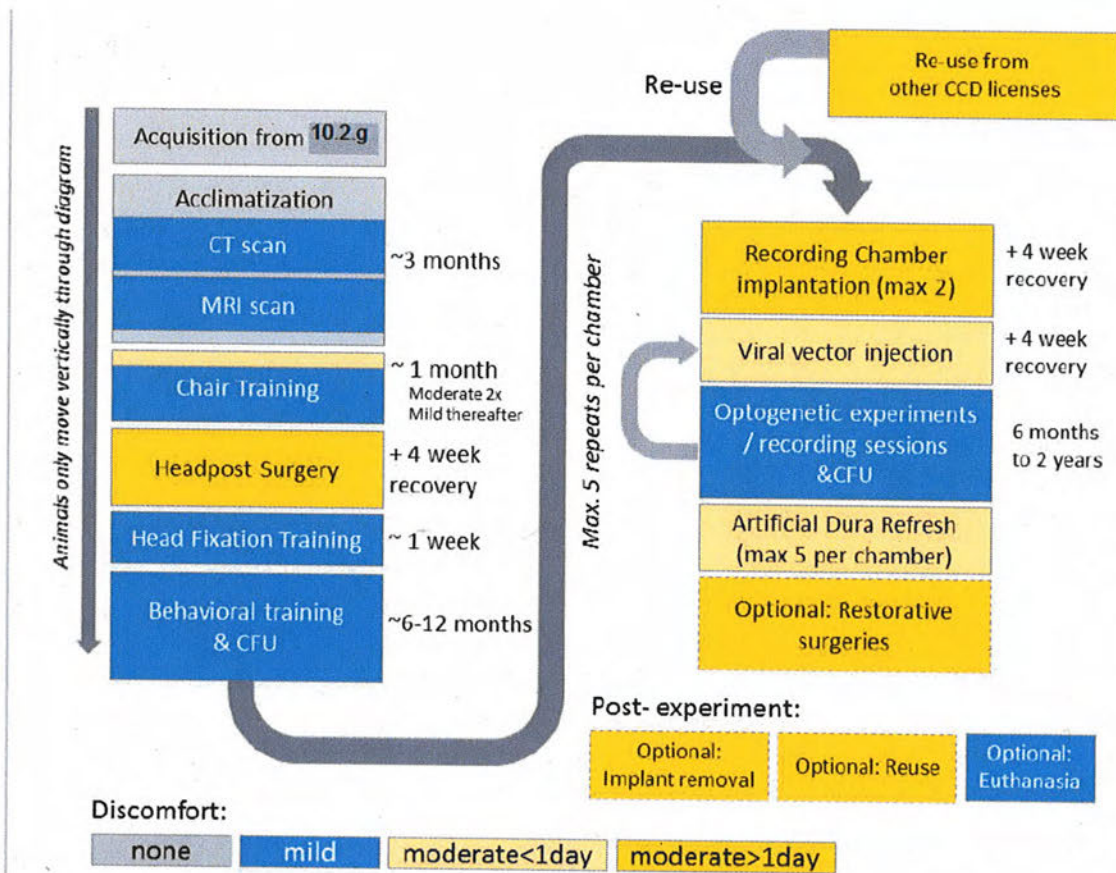 Animals only move vertically through diagram
Acquisition from 10.2.g
Acclimatization
CT scan
MRI scan
~3 months
Chair Training
~ 1 month
Moderate 2x
Mild thereafter
Headpost Surgery
+ 4 week
recovery
Head Fixation Training
~ 1 week
Behavioral training
& CFU
~6-12 months
Re-use
Re-use from
other CCD licenses
Max. 5 repeats per chamber
Recording Chamber
implantation (max 2)
+ 4 week
recovery
Viral vector injection
+ 4 week
recovery
Optogenetic experiments
/ recording sessions
&CFU
6 months
to 2 years
Artificial Dura Refresh
(max 5 per chamber)
Optional: Restorative
surgeries
Post- experiment:
Optional:
Implant removal
Optional: Reuse
Optional:
Euthanasia
Discomfort:
none
mild
moderate<1day
moderate>1day